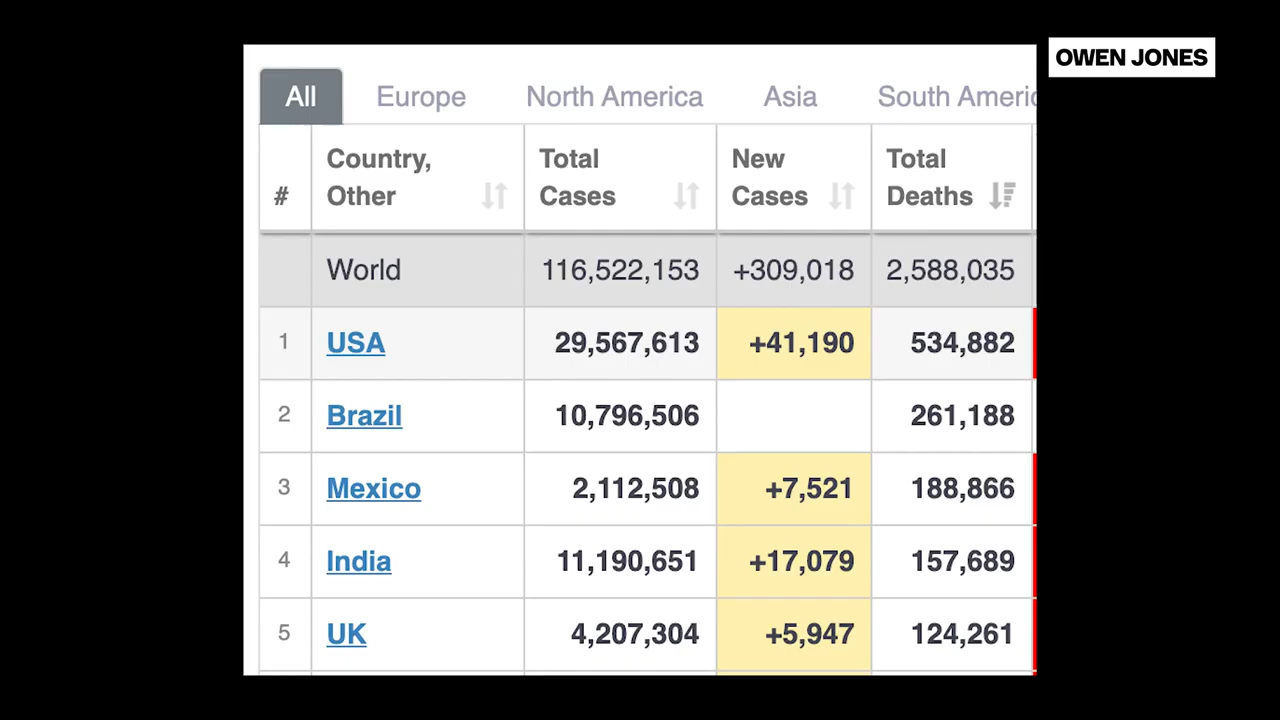 OWEN JONES
All Europe North America Asia South Americ
# Country, Other Total Cases New Cases Total Deaths
World 116,522,153 +309,018 2,588,035
1 USA 29,567,613 +41,190 534,882
2 Brazil 10,796,506 261,188
3 Mexico 2,112,508 +7,521 188,866
4 India 11,190,651 +17,079 157,689
5 UK 4,207,304 +5,947 124,261